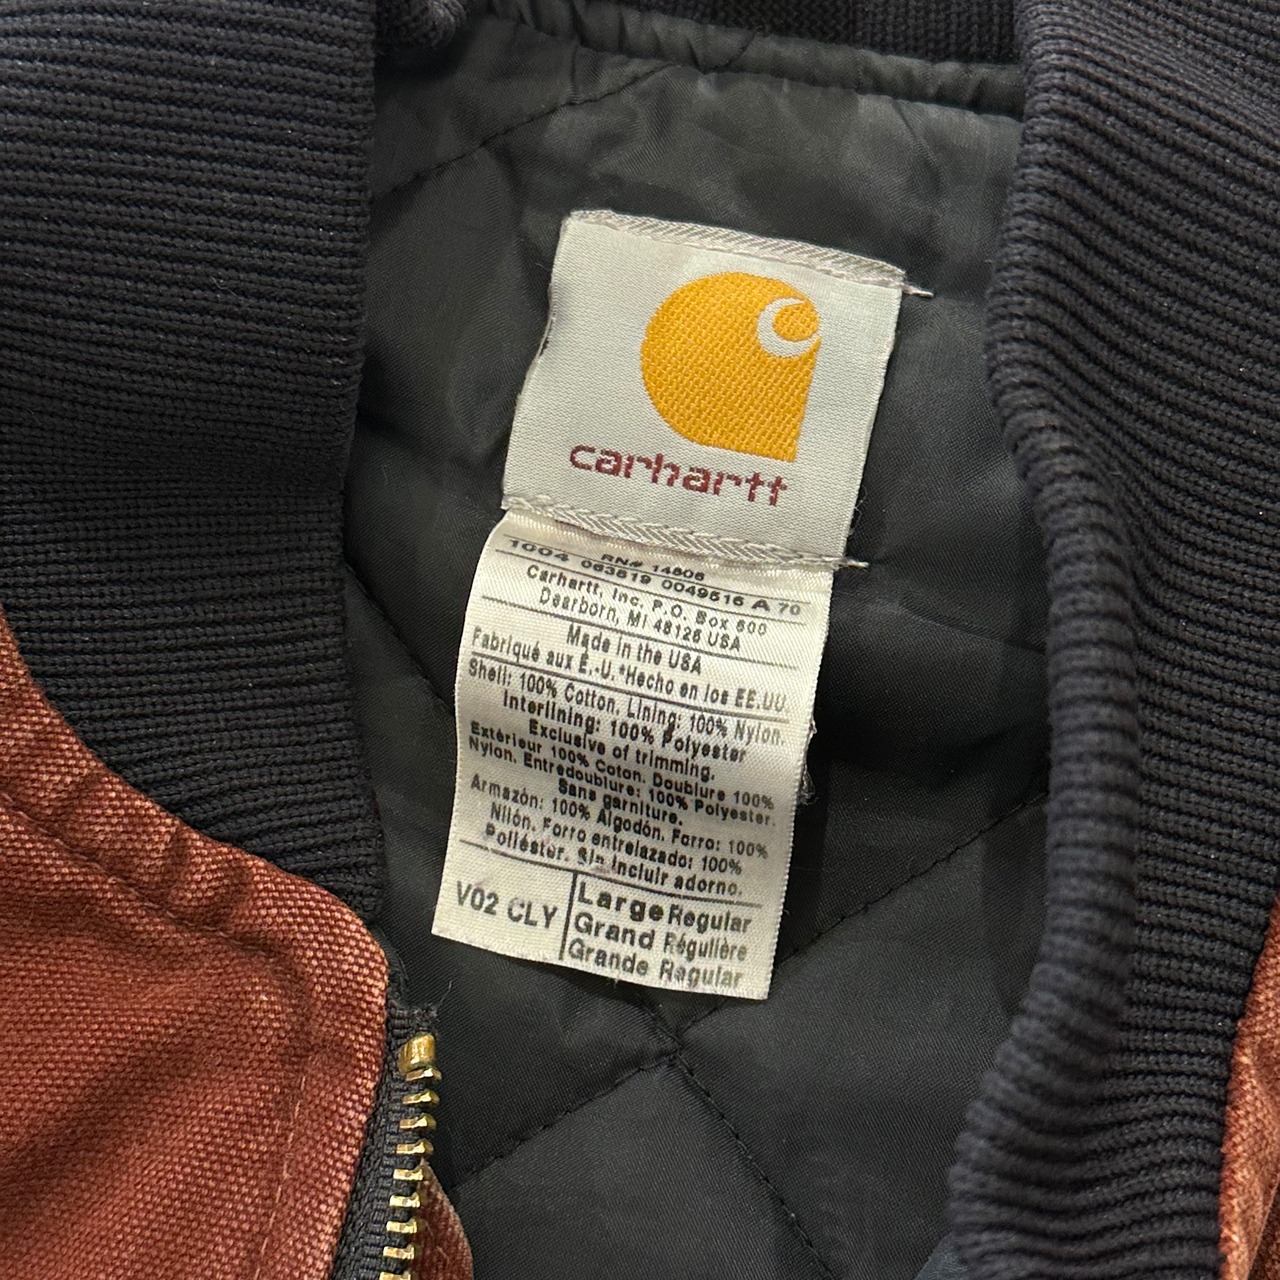 carhartt
RN# 14806
1004 063619 0049516 A 70
Carhartt, Inc. P.O. Box 600
Dearborn, MI 48126 USA
Made in the USA
Fabriqué aux É.-U. *Hecho en los EE.UU.
Shell: 100% Cotton. Lining: 100% Nylon.
Interlining: 100% Polyester
Exclusive of trimming.
Extérieur 100% Coton. Doublure 100%
Nylon. Entredoublure: 100% Polyester.
Sans garniture.
Armazón: 100% Algodón. Forro: 100%
Nilón. Forro entrelazado: 100%
Poliéster. Sin incluir adorno.
V02 CLY
Large Regular
Grand Régulière
Grande Regular